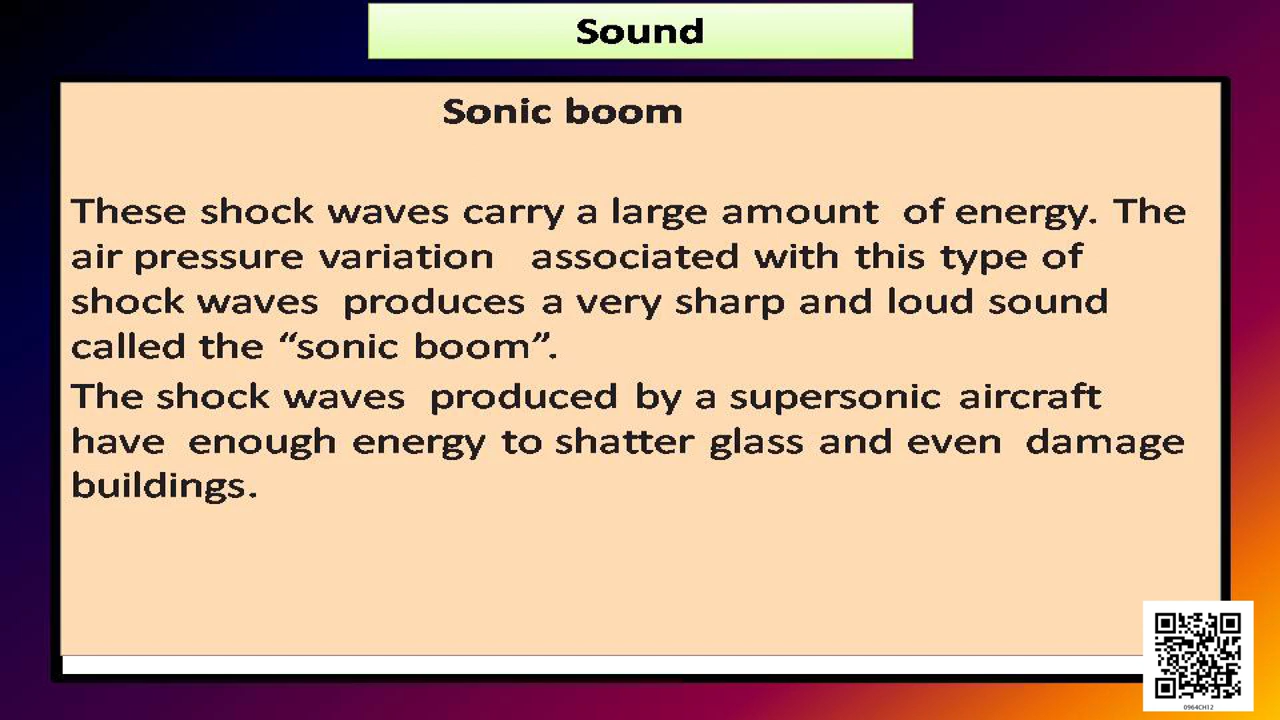 Sound
Sonic boom
These shock waves carry a large amount of energy. The
air pressure variation associated with this type of
shock waves produces a very sharp and loud sound
called the “sonic boom”.
The shock waves produced by a supersonic aircraft
have enough energy to shatter glass and even damage
buildings.
0964CH12